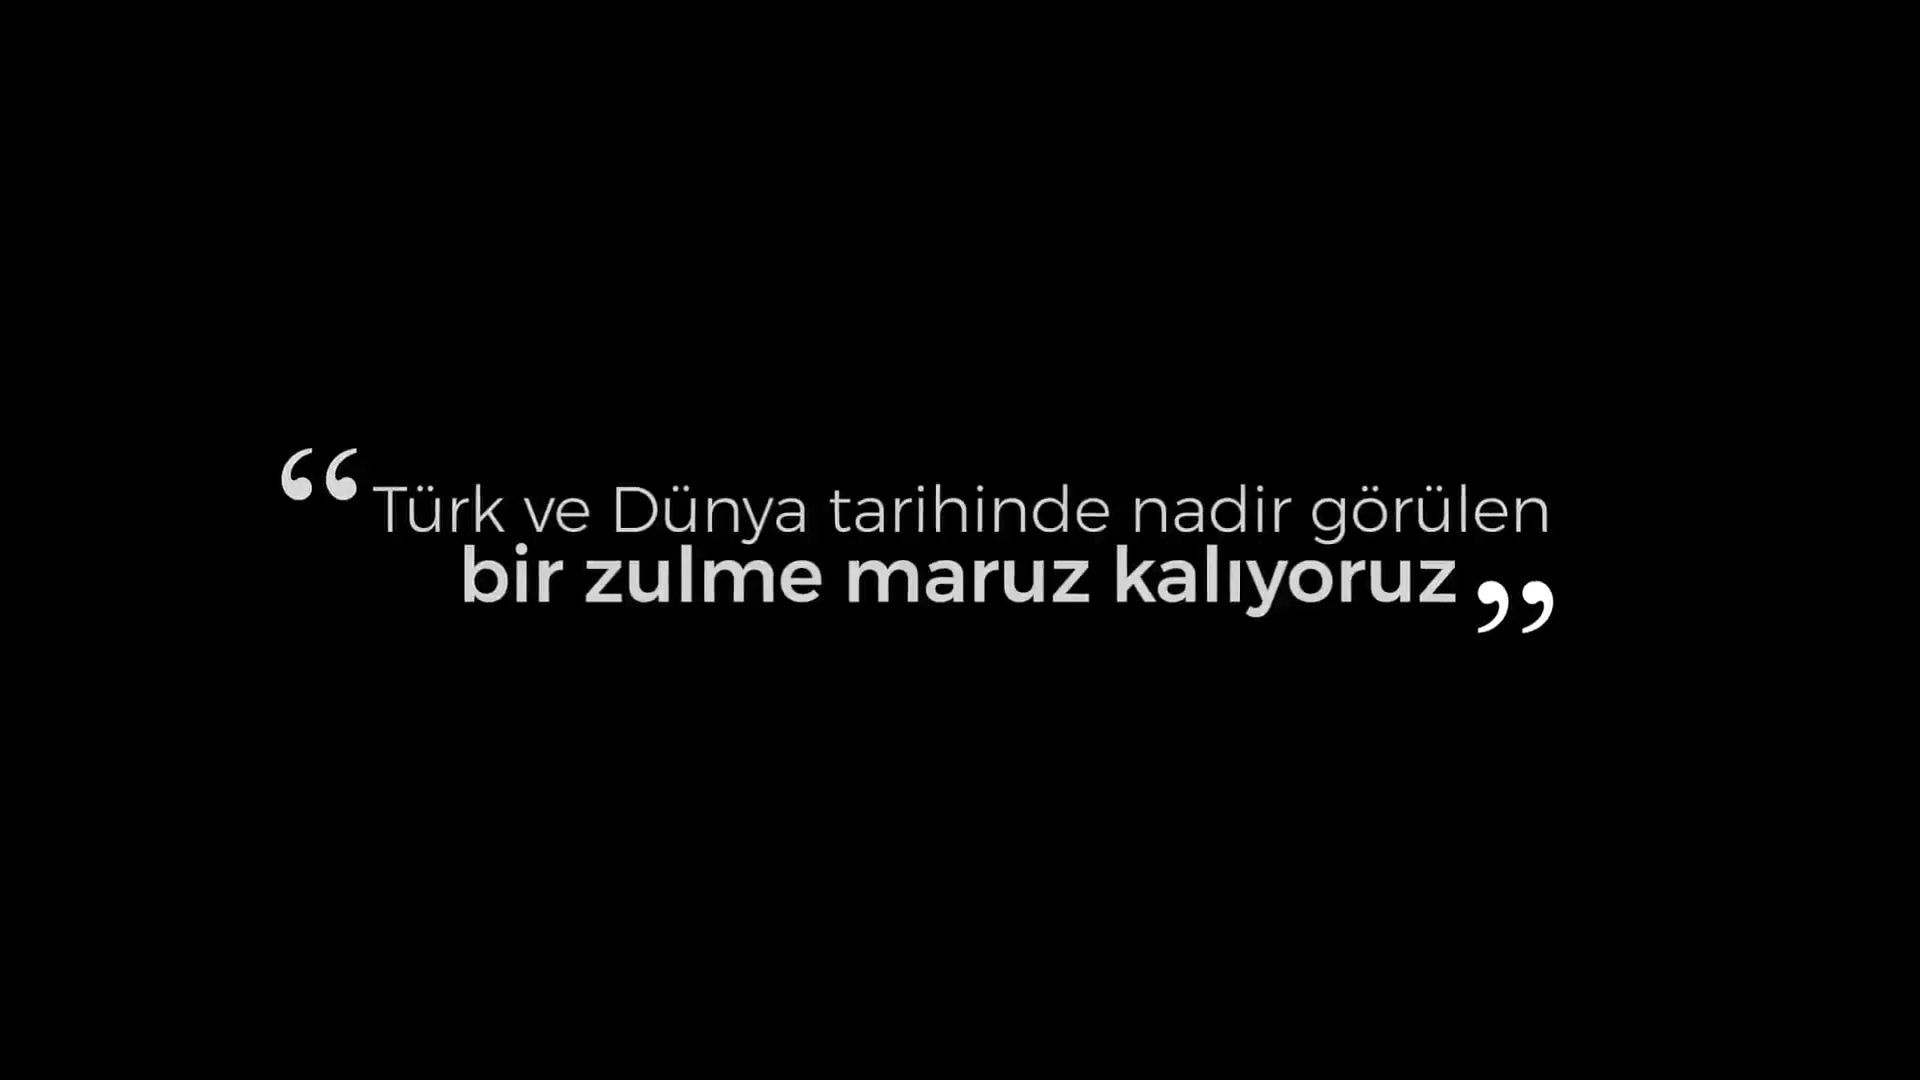 “Türk ve Dünya tarihinde nadir görülen
bir zulme maruz kalıyoruz”